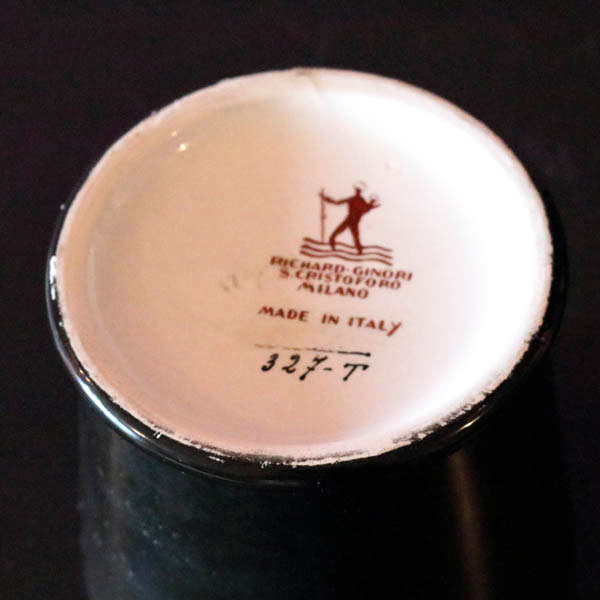 RICHARD-GINORI
S. CRISTOFORO
MILANO
MADE IN ITALY
327-T